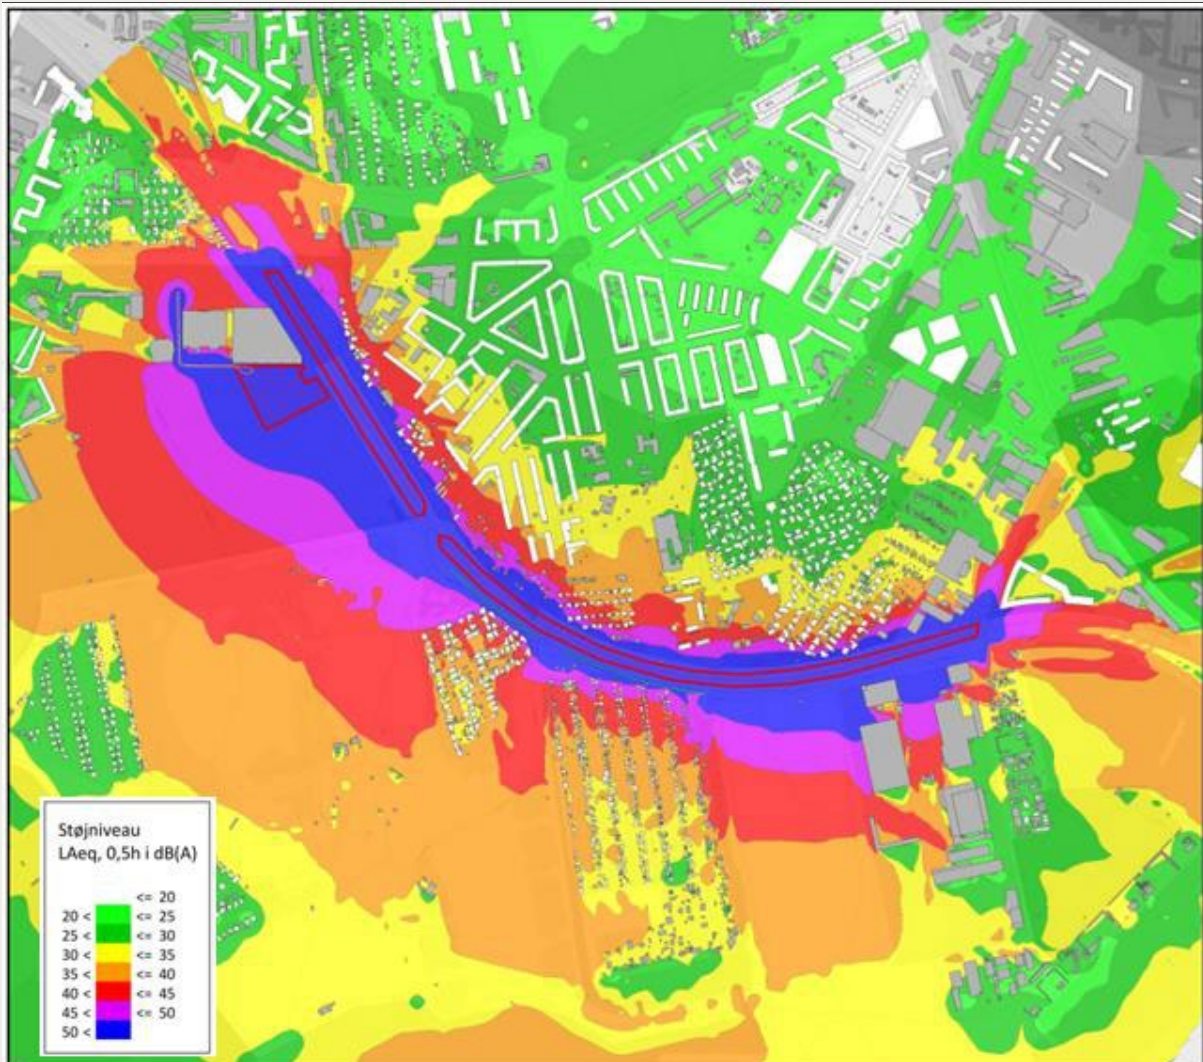 Støjniveau
LAeq, 0,5h i dB(A)
<= 20
20 < <= 25
25 < <= 30
30 < <= 35
35 < <= 40
40 < <= 45
45 < <= 50
50 <